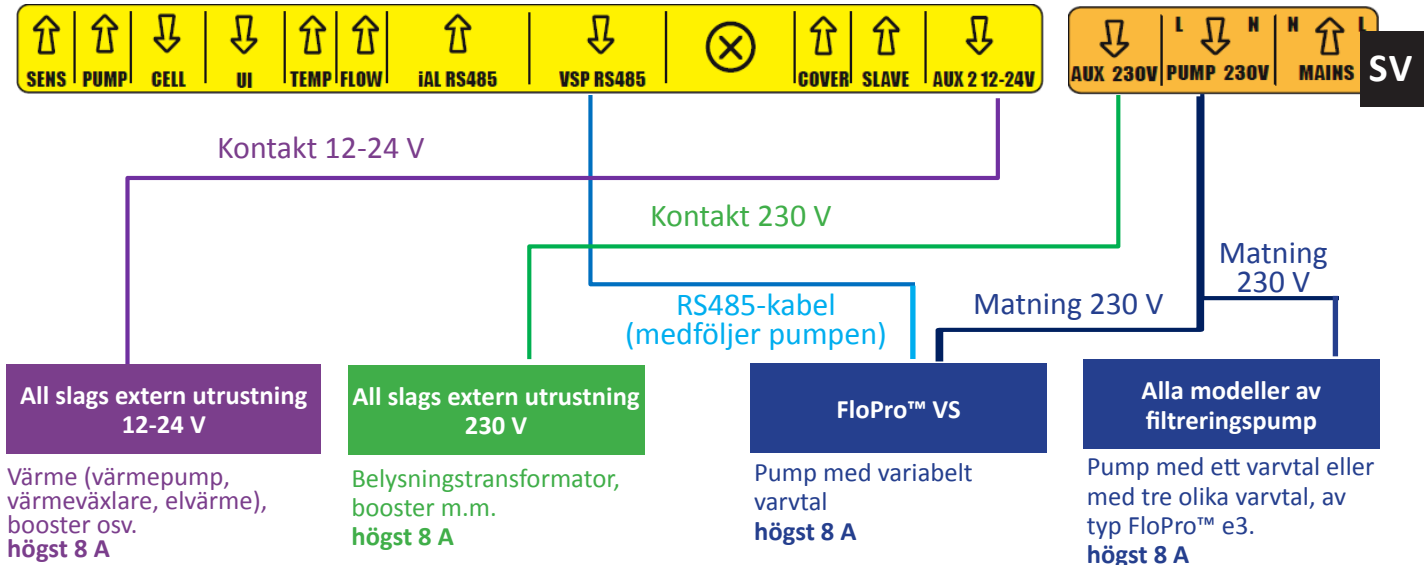 SENS PUMP CELL UI TEMP FLOW iAL RS485 VSP RS485 COVER SLAVE AUX 2 12-24V
L N N L
AUX 230V PUMP 230V MAINS
SV
Kontakt 12-24 V
Kontakt 230 V
Matning
230 V
RS485-kabel
(medföljer pumpen)
Matning 230 V
All slags extern utrustning
12-24 V
Värme (värmepump,
värmeväxlare, elvärme),
booster osv.
högst 8 A
All slags extern utrustning
230 V
Belysningstransformator,
booster m.m.
högst 8 A
FloPro™ VS
Pump med variabelt
varvtal
högst 8 A
Alla modeller av
filtreringspump
Pump med ett varvtal eller
med tre olika varvtal, av
typ FloPro™ e3.
högst 8 A